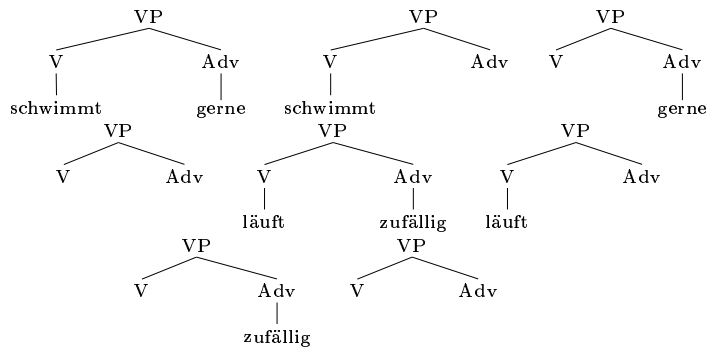 VP VP VP
V Adv V Adv V Adv
schwimmt gerne schwimmt gerne
VP VP VP
V Adv V Adv V Adv
läuft zufällig läuft
VP VP
V Adv V Adv
zufällig